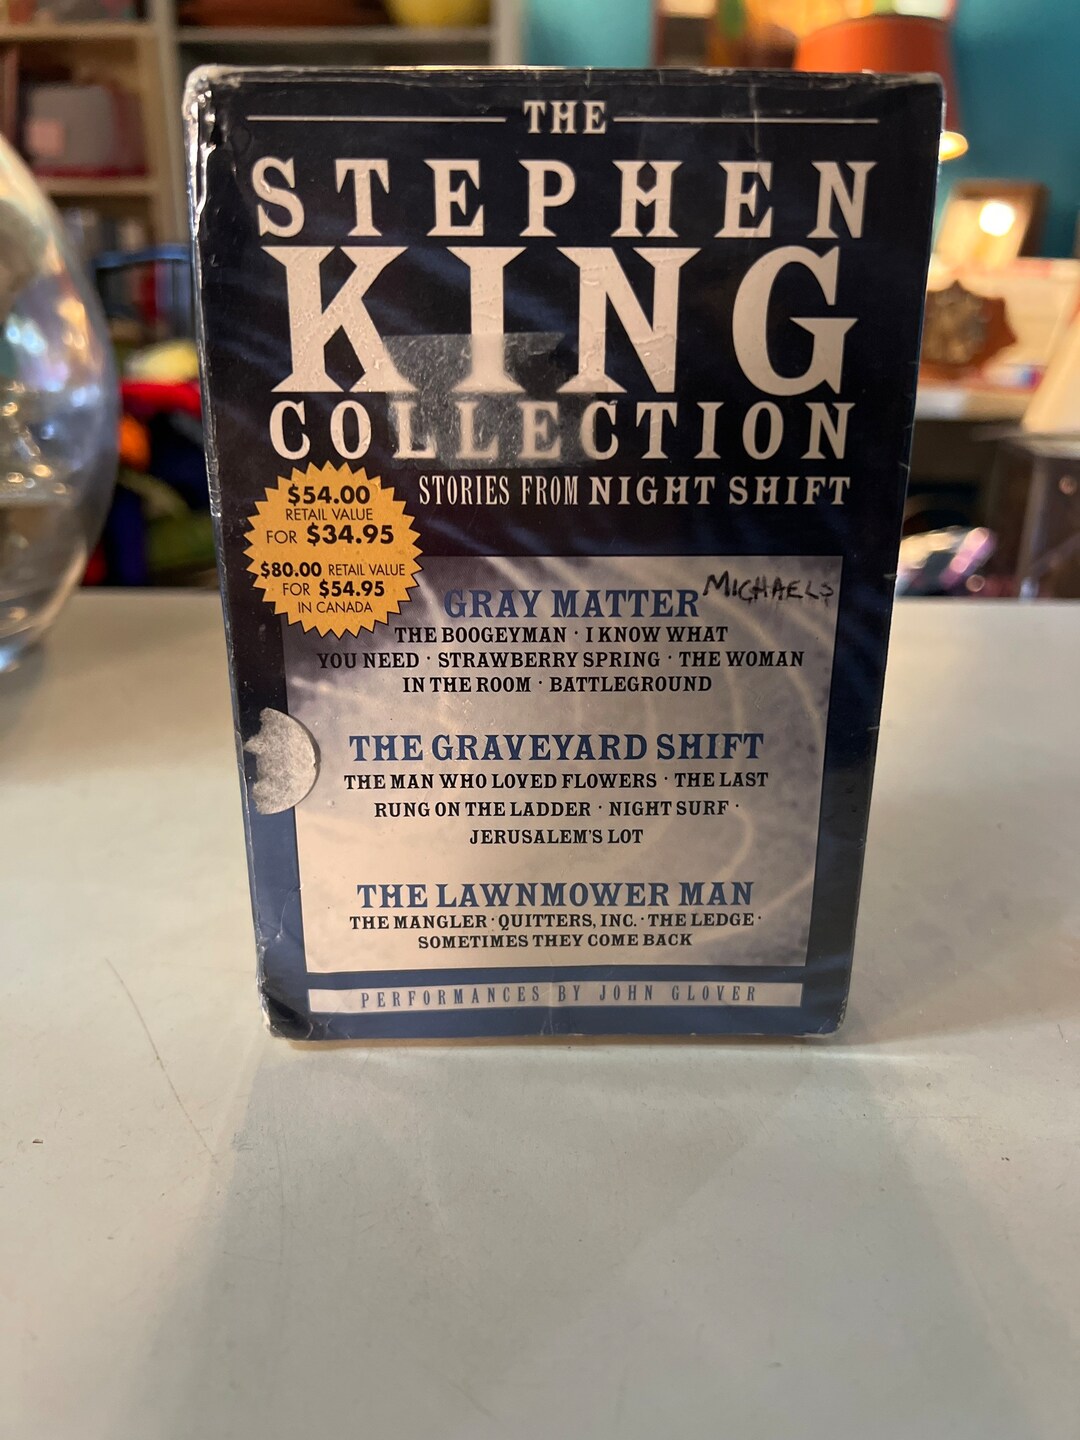 THE
STEPHEN
KING
COLLECTION
STORIES FROM NIGHT SHIFT
$54.00
RETAIL VALUE
FOR $34.95
$80.00 RETAIL VALUE
FOR $54.95
IN CANADA
MICHAELS
GRAY MATTER
THE BOOGEYMAN · I KNOW WHAT
YOU NEED · STRAWBERRY SPRING · THE WOMAN
IN THE ROOM · BATTLEGROUND
THE GRAVEYARD SHIFT
THE MAN WHO LOVED FLOWERS · THE LAST
RUNG ON THE LADDER · NIGHT SURF ·
JERUSALEM'S LOT
THE LAWNMOWER MAN
THE MANGLER · QUITTERS, INC. · THE LEDGE ·
SOMETIMES THEY COME BACK
PERFORMANCES BY JOHN GLOVER